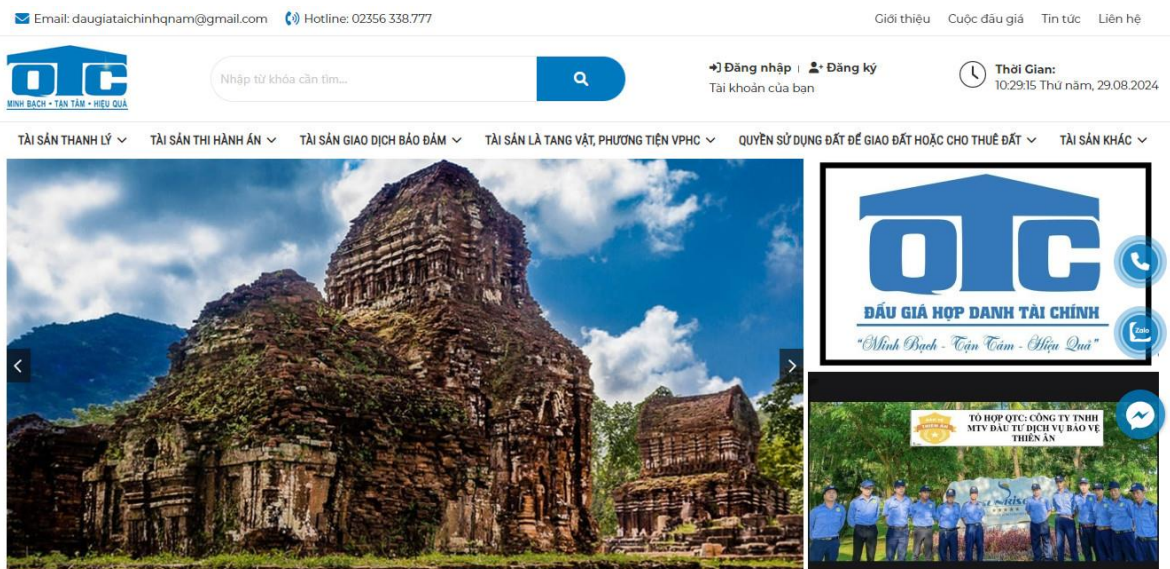 Email: daugiataichinhqnam@gmail.com
Hotline: 02356 338.777
Giới thiệu
Cuộc đấu giá
Tin tức
Liên hệ
QTC
MINH BẠCH • TẬN TÂM • HIỆU QUẢ
Nhập từ khóa cần tìm...
Đăng nhập | Đăng ký
Tài khoản của bạn
Thời Gian:
10:29:15 Thứ năm, 29.08.2024
TÀI SẢN THANH LÝ
TÀI SẢN THI HÀNH ÁN
TÀI SẢN GIAO DỊCH BẢO ĐẢM
TÀI SẢN LÀ TANG VẬT, PHƯƠNG TIỆN VPHC
QUYỀN SỬ DỤNG ĐẤT ĐỂ GIAO ĐẤT HOẶC CHO THUÊ ĐẤT
TÀI SẢN KHÁC
QTC
ĐẤU GIÁ HỢP DANH TÀI CHÍNH
"Minh Bạch - Tận Tâm - Hiệu Quả"
Zalo
THIÊN ÂN
TỔ HỢP QTC: CÔNG TY TNHH
MTV ĐẦU TƯ DỊCH VỤ BẢO VỆ
THIÊN ÂN